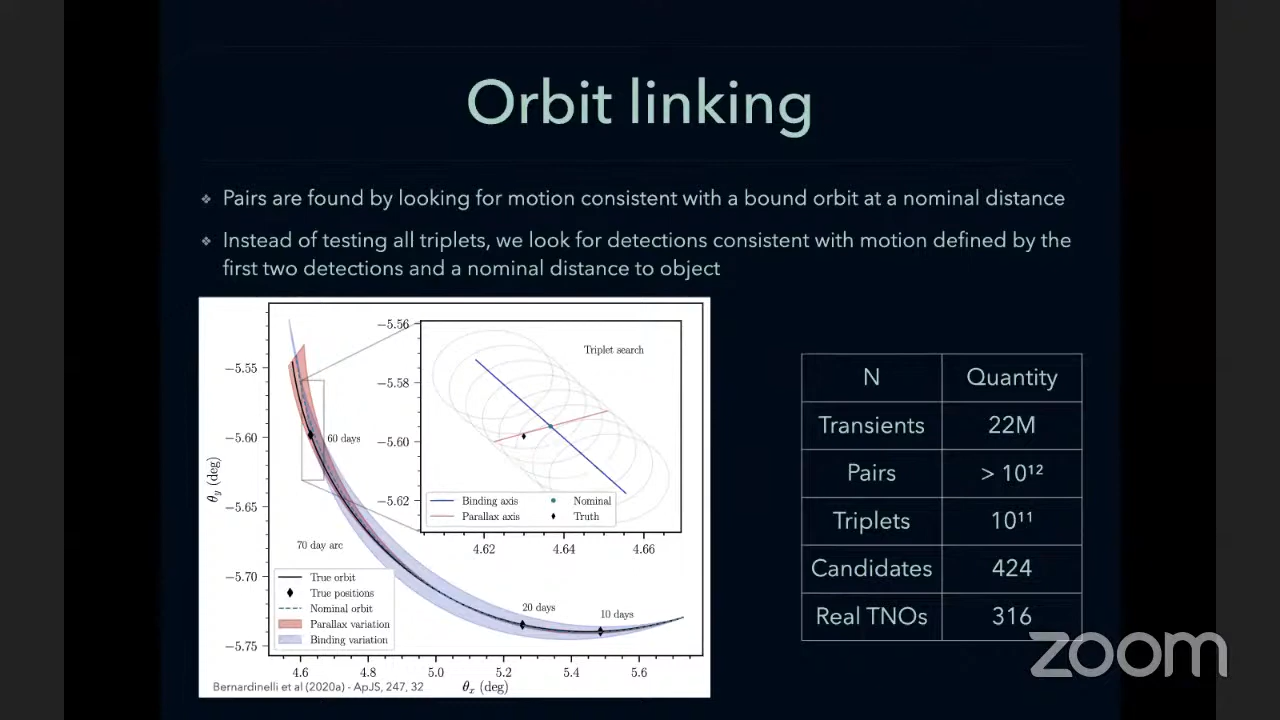 Orbit linking
❖ Pairs are found by looking for motion consistent with a bound orbit at a nominal distance
❖ Instead of testing all triplets, we look for detections consistent with motion defined by the
first two detections and a nominal distance to object
−5.55
−5.60
−5.65
−5.70
−5.75
θy (deg)
4.6 4.8 5.0 5.2 5.4 5.6
θx (deg)
60 days
70 day arc
20 days
10 days
True orbit
True positions
Nominal orbit
Parallax variation
Binding variation
−5.56
−5.58
−5.60
−5.62
4.62 4.64 4.66
Triplet search
Binding axis Nominal
Parallax axis Truth
Bernardinelli et al (2020a) - ApJS, 247, 32
N Quantity
Transients 22M
Pairs > 10¹²
Triplets 10¹¹
Candidates 424
Real TNOs 316
zoom